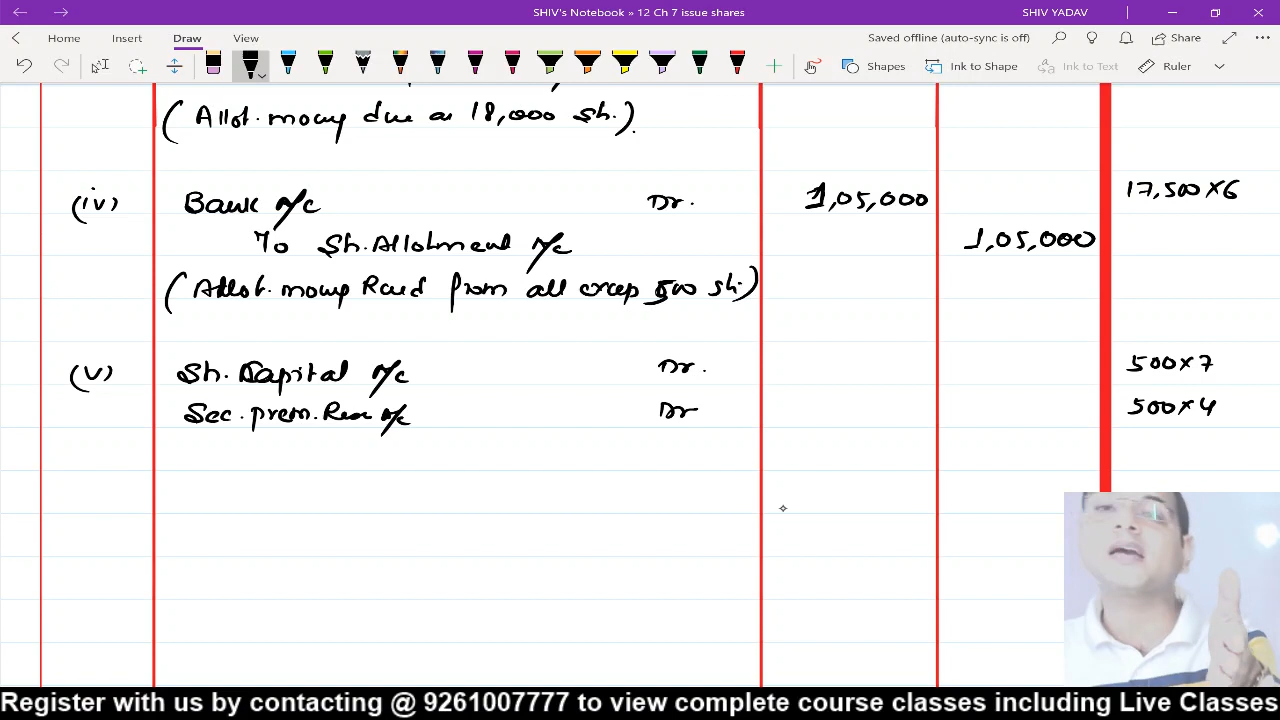 SHIV's Notebook » 12 Ch 7 issue shares
SHIV YADAV
Home Insert Draw View
Saved offline (auto-sync is off)
Share
Shapes
Ink to Shape
Ink to Text
Ruler
(Allot. money due on 18,000 Sh.).
(iv) Bank A/c Dr. 1,05,000 17,500×6
To Sh. Allotment A/c 1,05,000
(Allot. money Recd from all excep 500 sh.)
(v) Sh. Capital A/c Dr. 500×7
Sec. prem. Res A/c Dr 500×4
Register with us by contacting @ 9261007777 to view complete course classes including Live Classes